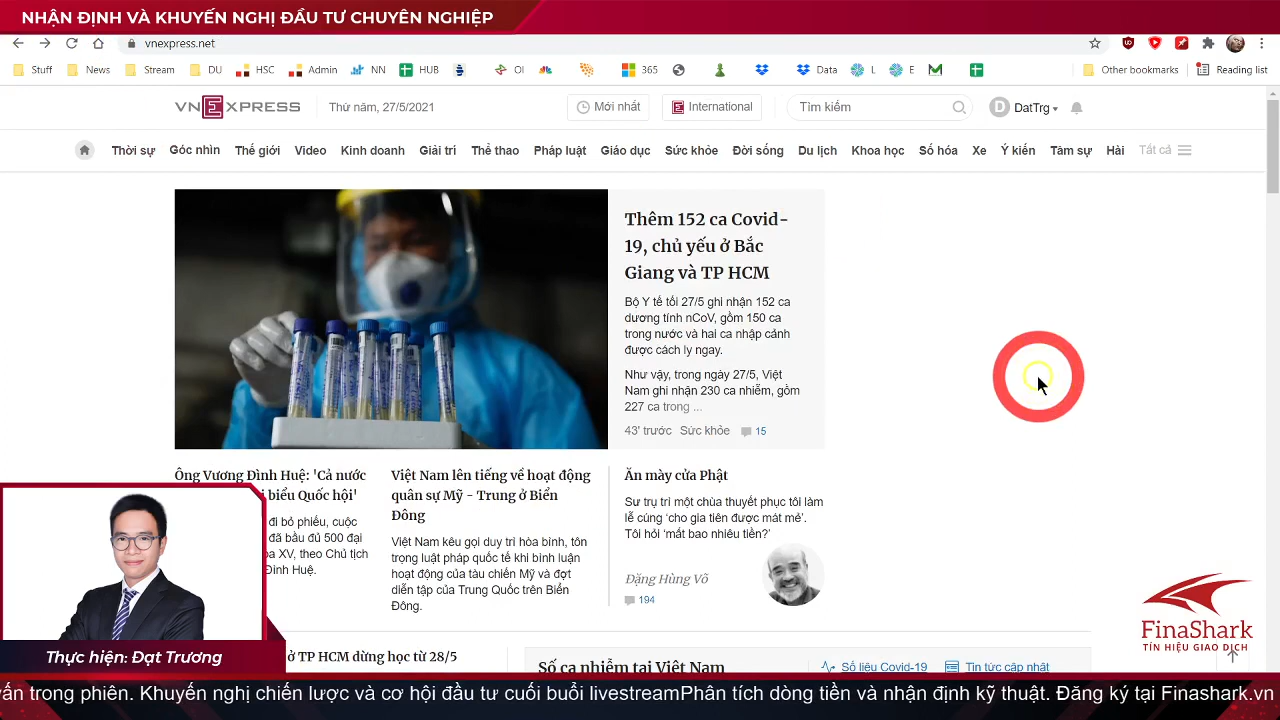 NHẬN ĐỊNH VÀ KHUYẾN NGHỊ ĐẦU TƯ CHUYÊN NGHIỆP
vnexpress.net
Stuff News Stream DU HSC Admin NN HUB OI 365 Data L E Other bookmarks Reading list
VNEXPRESS Thứ năm, 27/5/2021 Mới nhất International Tìm kiếm D DatTrg
Thời sự Góc nhìn Thế giới Video Kinh doanh Giải trí Thể thao Pháp luật Giáo dục Sức khỏe Đời sống Du lịch Khoa học Số hóa Xe Ý kiến Tâm sự Hài Tất cả
Thêm 152 ca Covid-
19, chủ yếu ở Bắc
Giang và TP HCM
Bộ Y tế tối 27/5 ghi nhận 152 ca
dương tính nCoV, gồm 150 ca
trong nước và hai ca nhập cảnh
được cách ly ngay.
Như vậy, trong ngày 27/5, Việt
Nam ghi nhận 230 ca nhiễm, gồm
227 ca trong ...
43' trước Sức khỏe 15
Ông Vương Đình Huệ: 'Cả nước
i biểu Quốc hội'
đi bỏ phiếu, cuộc
đã bầu đủ 500 đại
a XV, theo Chủ tịch
Đình Huệ.
Việt Nam lên tiếng về hoạt động
quân sự Mỹ - Trung ở Biển
Đông
Việt Nam kêu gọi duy trì hòa bình, tôn
trọng luật pháp quốc tế khi bình luận
hoạt động của tàu chiến Mỹ và đợt
diễn tập của Trung Quốc trên Biển
Đông.
Ăn mày cửa Phật
Sư trụ trì một chùa thuyết phục tôi làm
lễ cúng 'cho gia tiên được mát mẻ'.
Tôi hỏi 'mất bao nhiêu tiền?'
Đặng Hùng Võ
194
ở TP HCM dừng học từ 28/5
Số ca nhiễm tại Việt Nam Số liệu Covid-19 Tin tức cập nhật
FinaShark
TÍN HIỆU GIAO DỊCH
Thực hiện: Đạt Trương
vấn trong phiên. Khuyến nghị chiến lược và cơ hội đầu tư cuối buổi livestreamPhân tích dòng tiền và nhận định kỹ thuật. Đăng ký tại Finashark.vn